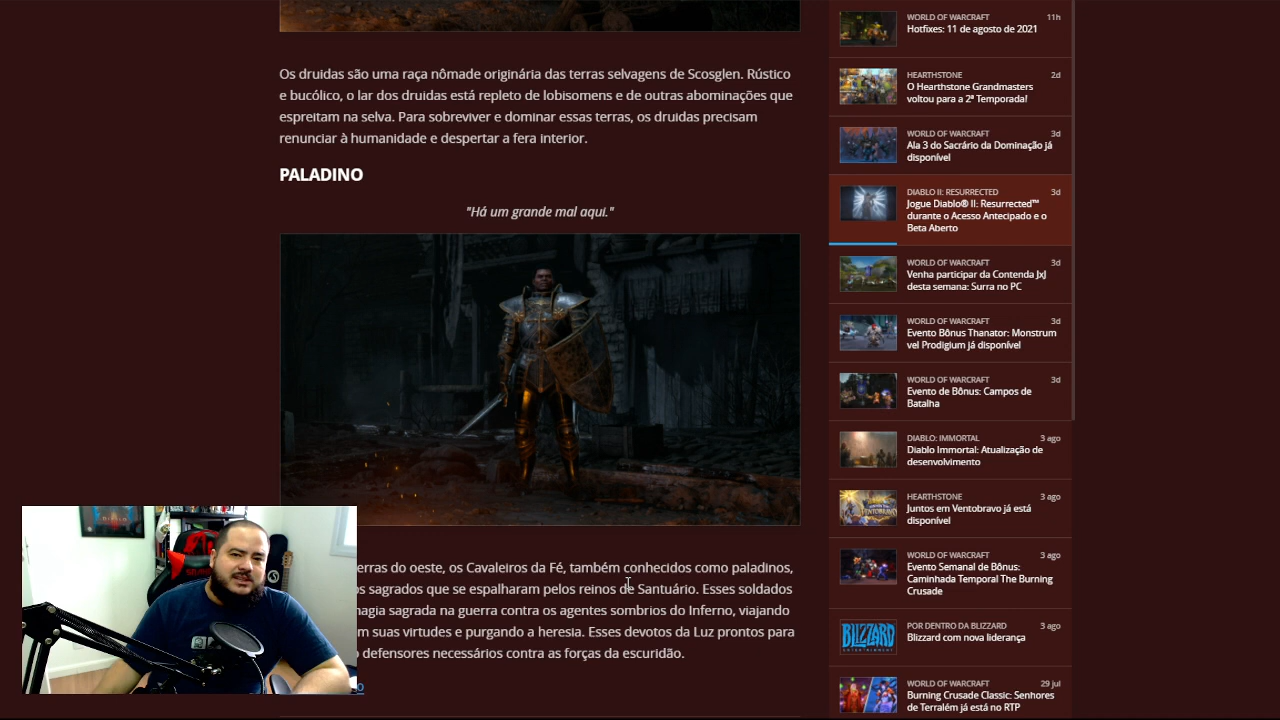 Os druidas são uma raça nômade originária das terras selvagens de Scosglen. Rústico
e bucólico, o lar dos druidas está repleto de lobisomens e de outras abominações que
espreitam na selva. Para sobreviver e dominar essas terras, os druidas precisam
renunciar à humanidade e despertar a fera interior.
PALADINO
"Há um grande mal aqui."
erras do oeste, os Cavaleiros da Fé, também conhecidos como paladinos,
os sagrados que se espalharam pelos reinos de Santuário. Esses soldados
magia sagrada na guerra contra os agentes sombrios do Inferno, viajando
m suas virtudes e purgando a heresia. Esses devotos da Luz prontos para
o defensores necessários contra as forças da escuridão.
WORLD OF WARCRAFT 11h
Hotfixes: 11 de agosto de 2021
HEARTHSTONE 2d
O Hearthstone Grandmasters
voltou para a 2ª Temporada!
WORLD OF WARCRAFT 3d
Ala 3 do Sacrário da Dominação já
disponível
DIABLO II: RESURRECTED 3d
Jogue Diablo® II: Resurrected™
durante o Acesso Antecipado e o
Beta Aberto
WORLD OF WARCRAFT 3d
Venha participar da Contenda JxJ
desta semana: Surra no PC
WORLD OF WARCRAFT 3d
Evento Bônus Thanator: Monstrum
vel Prodigium já disponível
WORLD OF WARCRAFT 3d
Evento de Bônus: Campos de
Batalha
DIABLO: IMMORTAL 3 ago
Diablo Immortal: Atualização de
desenvolvimento
HEARTHSTONE 3 ago
Juntos em Ventobravo já está
disponível
WORLD OF WARCRAFT 3 ago
Evento Semanal de Bônus:
Caminhada Temporal The Burning
Crusade
POR DENTRO DA BLIZZARD 3 ago
Blizzard com nova liderança
BLIZZARD
ENTERTAINMENT
WORLD OF WARCRAFT 29 jul
Burning Crusade Classic: Senhores
de Terralém já está no RTP